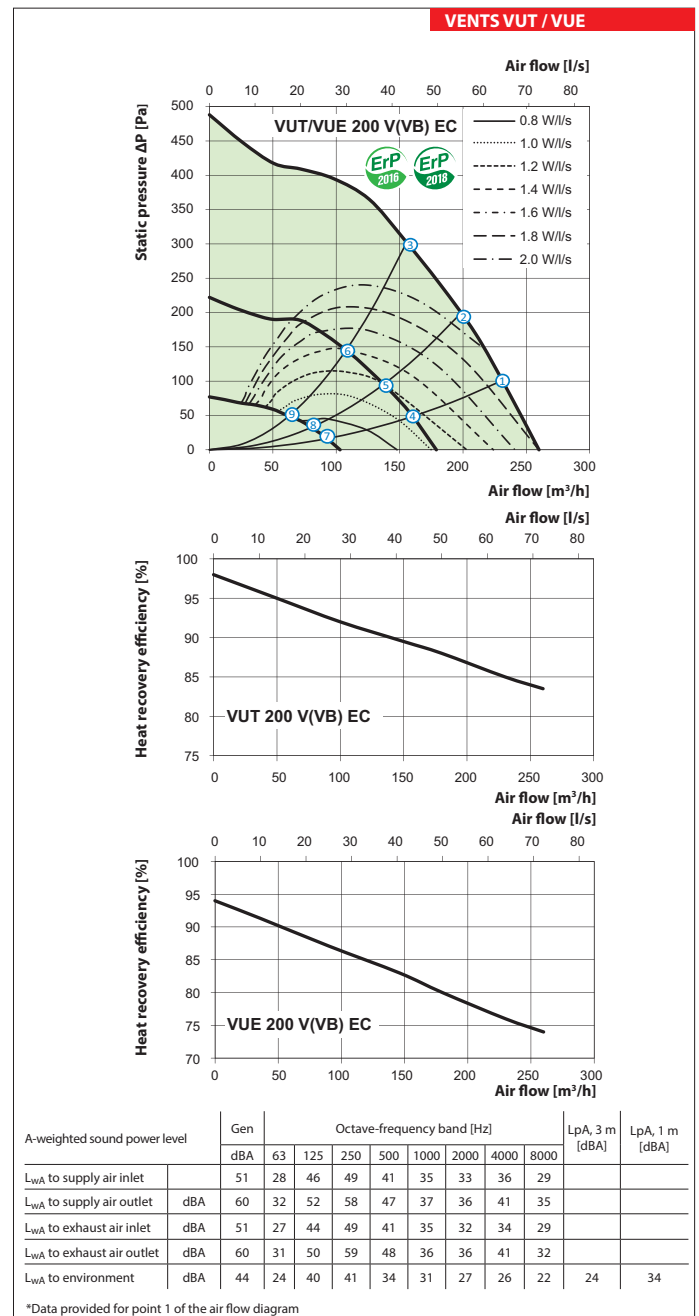 VENTS VUT / VUE
Air flow [l/s]
0 10 20 30 40 50 60 70 80
Static pressure ΔP [Pa]
500
450
400
350
300
250
200
150
100
50
0
VUT/VUE 200 V(VB) EC
ErP 2016
ErP 2018
0.8 W/l/s
1.0 W/l/s
1.2 W/l/s
1.4 W/l/s
1.6 W/l/s
1.8 W/l/s
2.0 W/l/s
3
2
1
6
5
4
9
8
7
0 50 100 150 200 250 300
Air flow [m³/h]
Air flow [l/s]
0 10 20 30 40 50 60 70 80
Heat recovery efficiency [%]
100
95
90
85
80
75
VUT 200 V(VB) EC
0 50 100 150 200 250 300
Air flow [m³/h]
Air flow [l/s]
0 10 20 30 40 50 60 70 80
Heat recovery efficiency [%]
100
95
90
85
80
75
70
VUE 200 V(VB) EC
0 50 100 150 200 250 300
Air flow [m³/h]
A-weighted sound power level Gen Octave-frequency band [Hz] LpA, 3 m [dBA] LpA, 1 m [dBA]
dBA 63 125 250 500 1000 2000 4000 8000
LwA to supply air inlet 51 28 46 49 41 35 33 36 29
LwA to supply air outlet dBA 60 32 52 58 47 37 36 41 35
LwA to exhaust air inlet dBA 51 27 44 49 41 35 32 34 29
LwA to exhaust air outlet dBA 60 31 50 59 48 36 36 41 32
LwA to environment dBA 44 24 40 41 34 31 27 26 22 24 34
*Data provided for point 1 of the air flow diagram